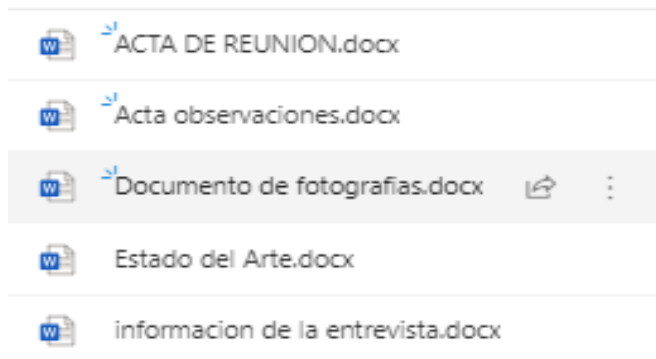 ACTA DE REUNION.docx
Acta observaciones.docx
Documento de fotografias.docx
Estado del Arte.docx
informacion de la entrevista.docx